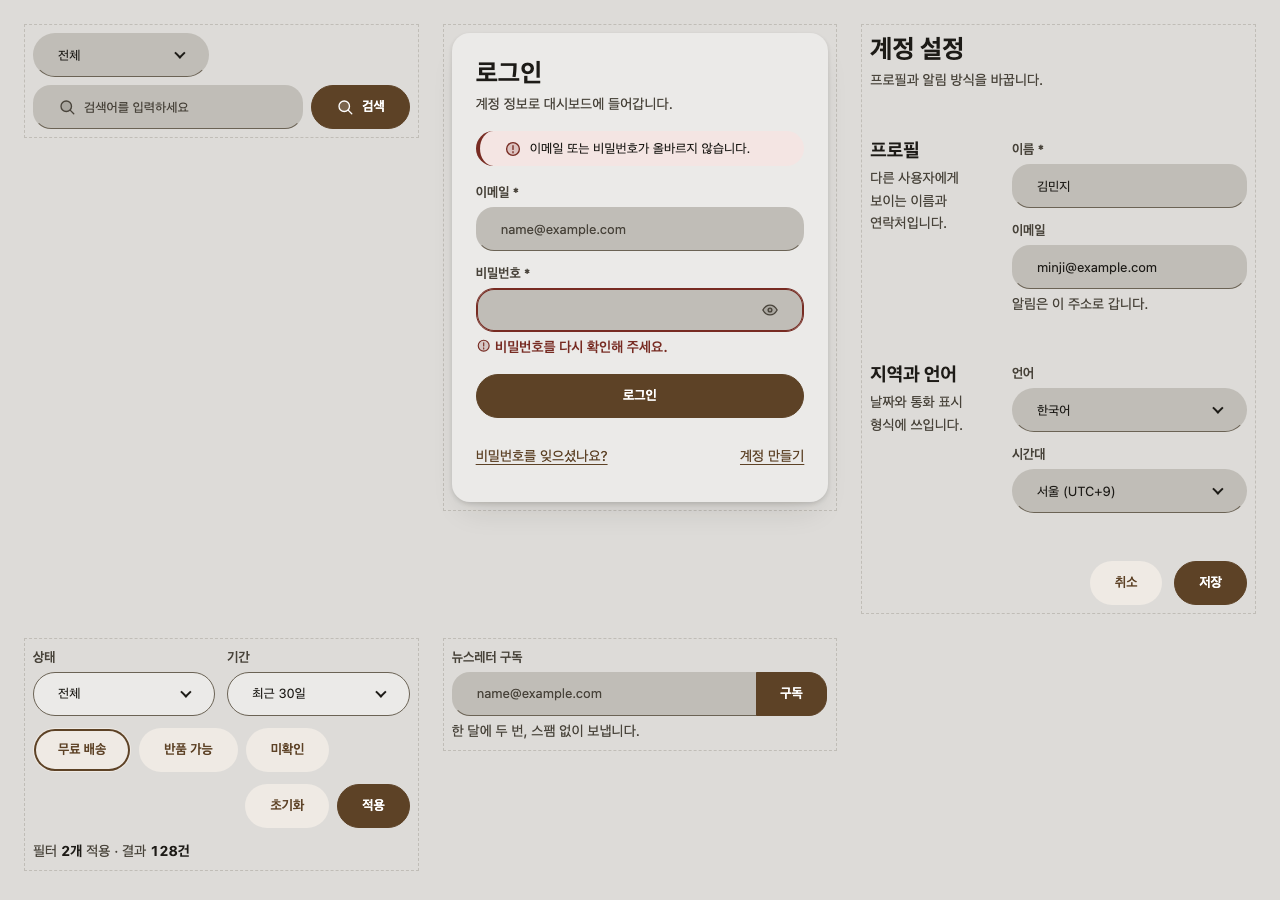 전체
검색어를 입력하세요
검색
로그인
계정 정보로 대시보드에 들어갑니다.
이메일 또는 비밀번호가 올바르지 않습니다.
이메일 *
name@example.com
비밀번호 *
비밀번호를 다시 확인해 주세요.
로그인
비밀번호를 잊으셨나요?
계정 만들기
계정 설정
프로필과 알림 방식을 바꿉니다.
프로필
다른 사용자에게
보이는 이름과
연락처입니다.
이름 *
김민지
이메일
minji@example.com
알림은 이 주소로 갑니다.
지역과 언어
날짜와 통화 표시
형식에 쓰입니다.
언어
한국어
시간대
서울 (UTC+9)
취소
저장
상태
기간
전체
최근 30일
무료 배송
반품 가능
미확인
초기화
적용
필터 2개 적용 · 결과 128건
뉴스레터 구독
name@example.com
구독
한 달에 두 번, 스팸 없이 보냅니다.